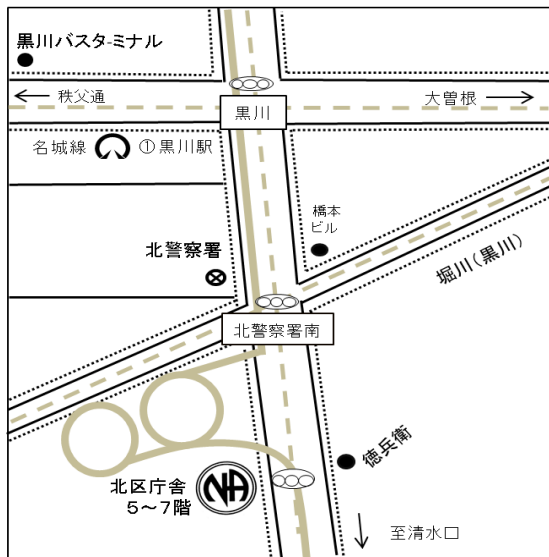 黒川バスタ-ミナル
秩父通
大曽根
黒川
名城線
①黒川駅
橋本
ビル
北警察署
堀川(黒川)
北警察署南
徳兵衛
北区庁舎
5～7階
NA
至清水口